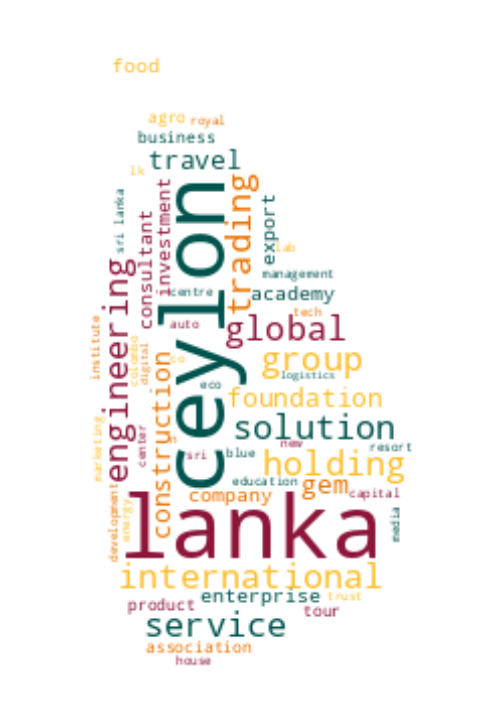 food
agro
royal
business
travel
lk
investment
sri lanka
consultant
ceylon
trading
export
lab
management
centre
academy
engineering
tech
institute
auto
global
colombo
digital
construction
co
group
logistics
eco
foundation
solution
marketing
center
in
sri
blue
new
resort
holding
education
gem
company
capital
development
energy
lanka
media
international
enterprise
trust
product
tour
service
association
house